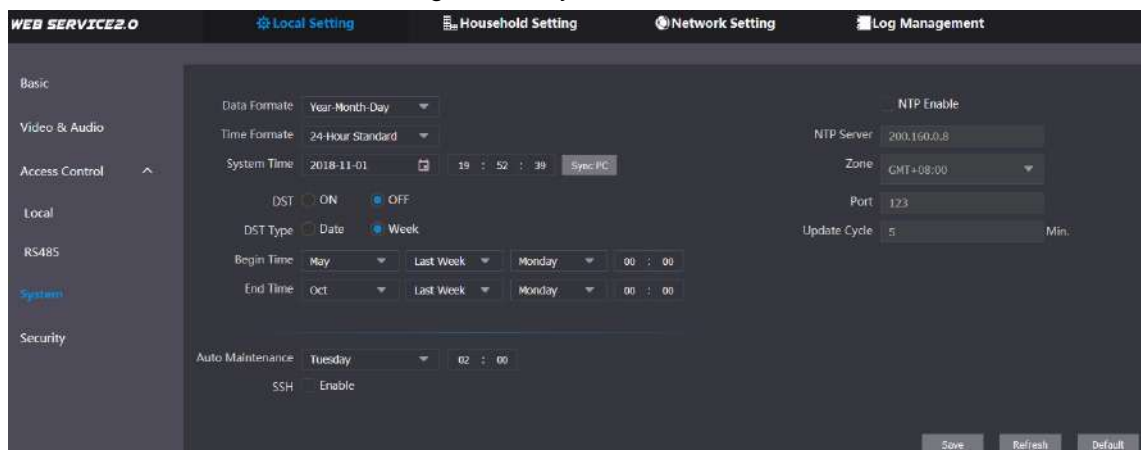 WEB SERVICE2.0 Local Setting Household Setting Network Setting Log Management
Basic
Video & Audio
Access Control
Local
RS485
System
Security
Data Formate Year-Month-Day
Time Formate 24-Hour Standard
System Time 2018-11-01 19 : 52 : 39 Sync PC
DST ON OFF
DST Type Date Week
Begin Time May Last Week Monday 00 : 00
End Time Oct Last Week Monday 00 : 00
Auto Maintenance Tuesday 02 : 00
SSH Enable
NTP Enable
NTP Server 200.160.0.8
Zone GMT+08:00
Port 123
Update Cycle 5 Min.
Save Refresh Default